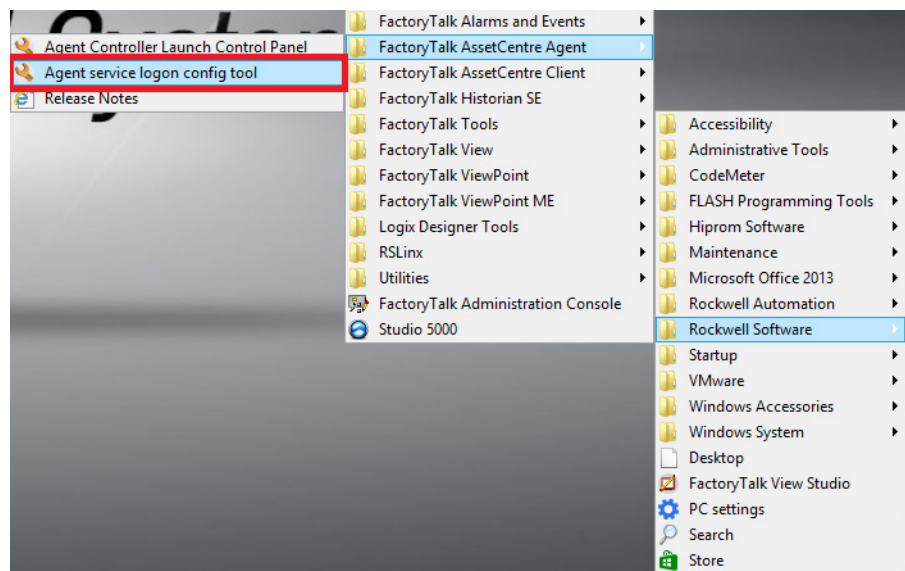 System
Agent Controller Launch Control Panel
Agent service logon config tool
Release Notes
FactoryTalk Alarms and Events
FactoryTalk AssetCentre Agent
FactoryTalk AssetCentre Client
FactoryTalk Historian SE
FactoryTalk Tools
FactoryTalk View
FactoryTalk ViewPoint
FactoryTalk ViewPoint ME
Logix Designer Tools
RSLinx
Utilities
FactoryTalk Administration Console
Studio 5000
Accessibility
Administrative Tools
CodeMeter
FLASH Programming Tools
Hiprom Software
Maintenance
Microsoft Office 2013
Rockwell Automation
Rockwell Software
Startup
VMware
Windows Accessories
Windows System
Desktop
FactoryTalk View Studio
PC settings
Search
Store